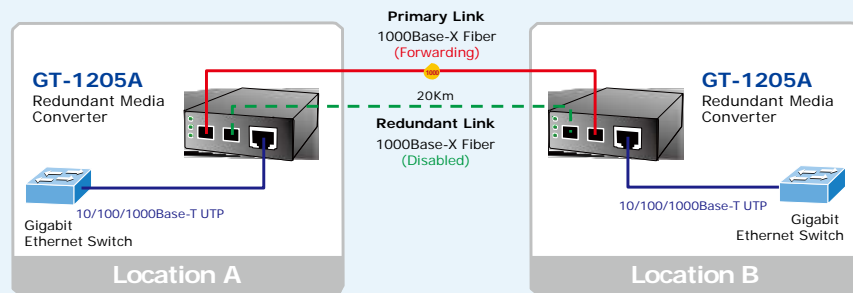 Primary Link
1000Base-X Fiber
(Forwarding)
1000
20Km
Redundant Link
1000Base-X Fiber
(Disabled)
GT-1205A
Redundant Media
Converter
10/100/1000Base-T UTP
Gigabit
Ethernet Switch
Location A
GT-1205A
Redundant Media
Converter
10/100/1000Base-T UTP
Gigabit
Ethernet Switch
Location B